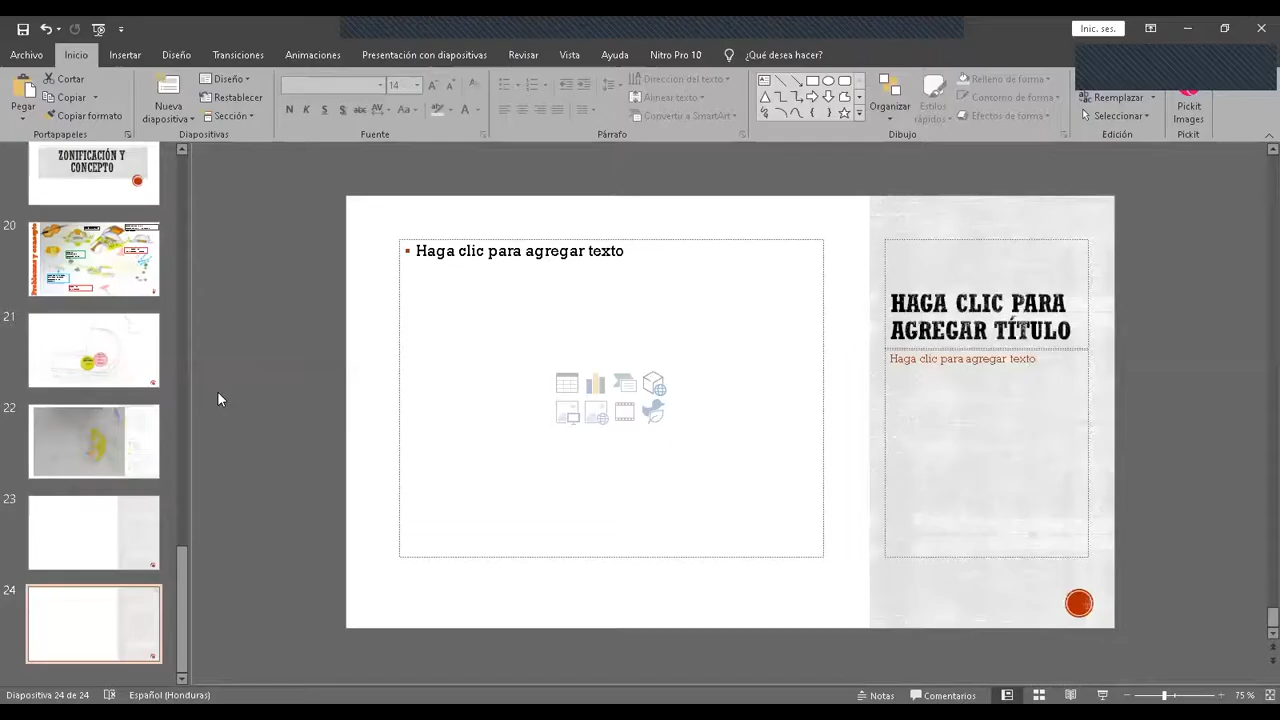 Inic. ses.
Archivo Inicio Insertar Diseño Transiciones Animaciones Presentación con diapositivas Revisar Vista Ayuda Nitro Pro 10 ¿Qué desea hacer?
Pegar
Cortar
Copiar
Copiar formato
Portapapeles
Nueva
diapositiva
Diseño
Restablecer
Sección
Diapositivas
14
N K S S abc AV Aa A
Fuente
Dirección del texto
Alinear texto
Convertir a SmartArt
Párrafo
Organizar
Estilos
rápidos
Relleno de forma
Contorno de forma
Efectos de forma
Dibujo
Reemplazar
Seleccionar
Edición
Pickit
Images
Pickit
ZONIFICACIÓN Y
CONCEPTO
20
21
22
23
24
Haga clic para agregar texto
HAGA CLIC PARA
AGREGAR TÍTULO
Haga clic para agregar texto
Diapositiva 24 de 24 Español (Honduras) Notas Comentarios 75 %